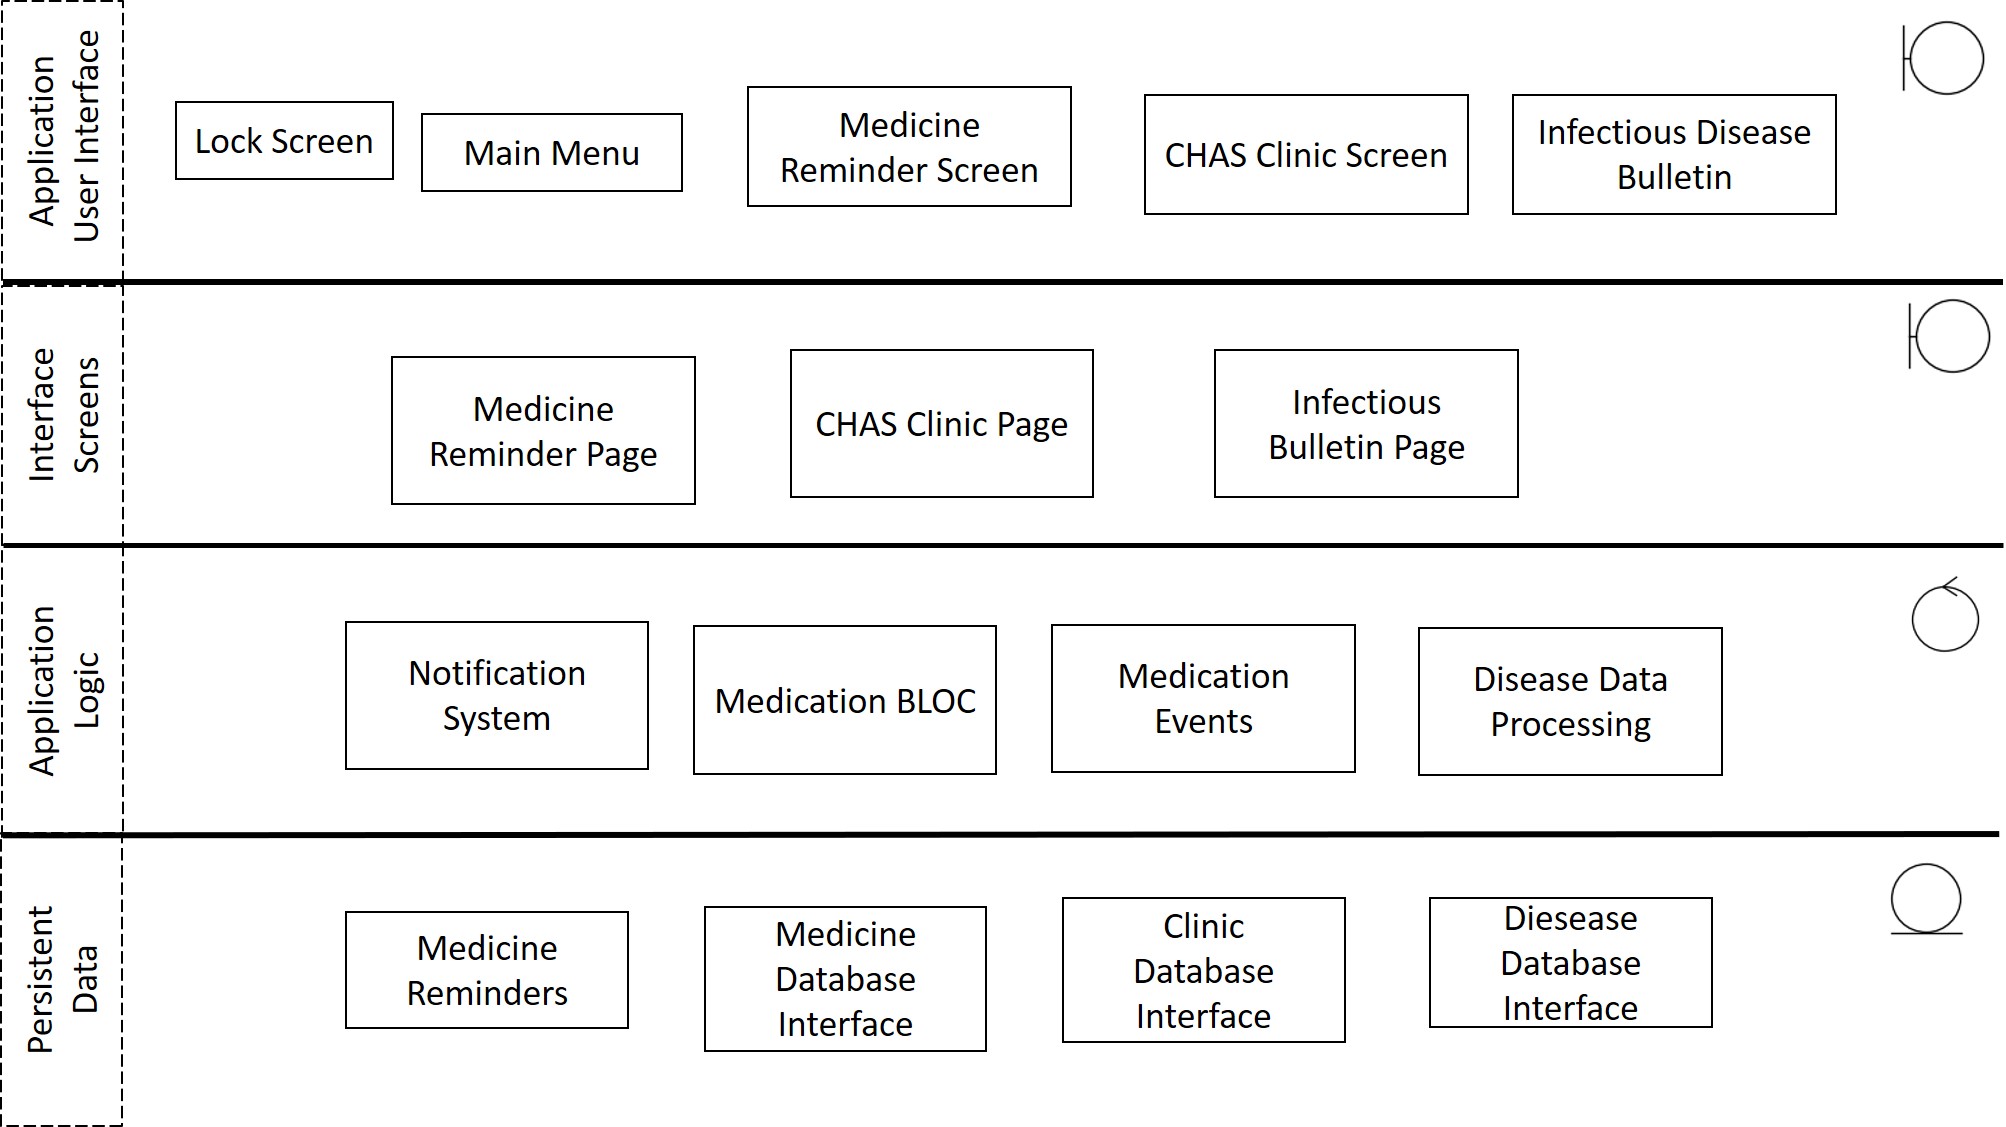 Application
User Interface
Lock Screen
Main Menu
Medicine
Reminder Screen
CHAS Clinic Screen
Infectious Disease
Bulletin
Interface
Screens
Medicine
Reminder Page
CHAS Clinic Page
Infectious
Bulletin Page
Application
Logic
Notification
System
Medication BLOC
Medication
Events
Disease Data
Processing
Persistent
Data
Medicine
Reminders
Medicine
Database
Interface
Clinic
Database
Interface
Diesease
Database
Interface